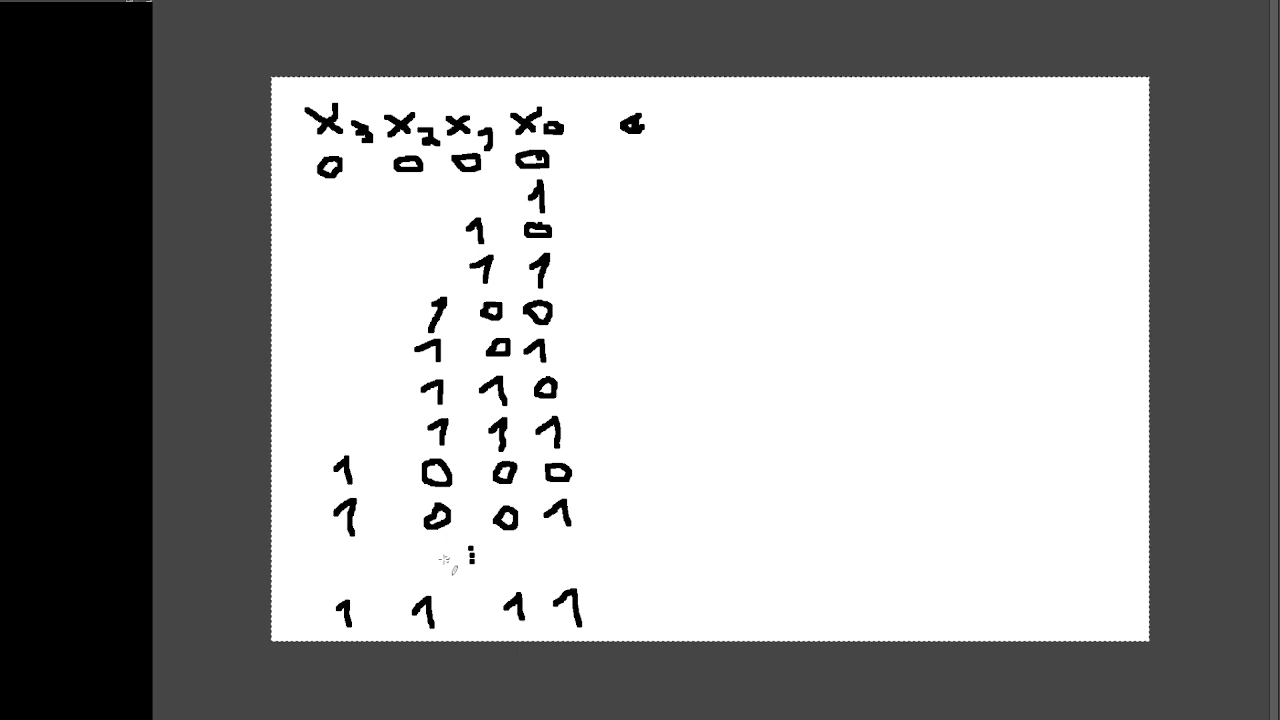 x3 x2 x1 x0 a
0 0 0 0
1
1 0
1 1
1 0 0
1 0 1
1 1 0
1 1 1
1 0 0 0
1 0 0 1
⋮
1 1 1 1